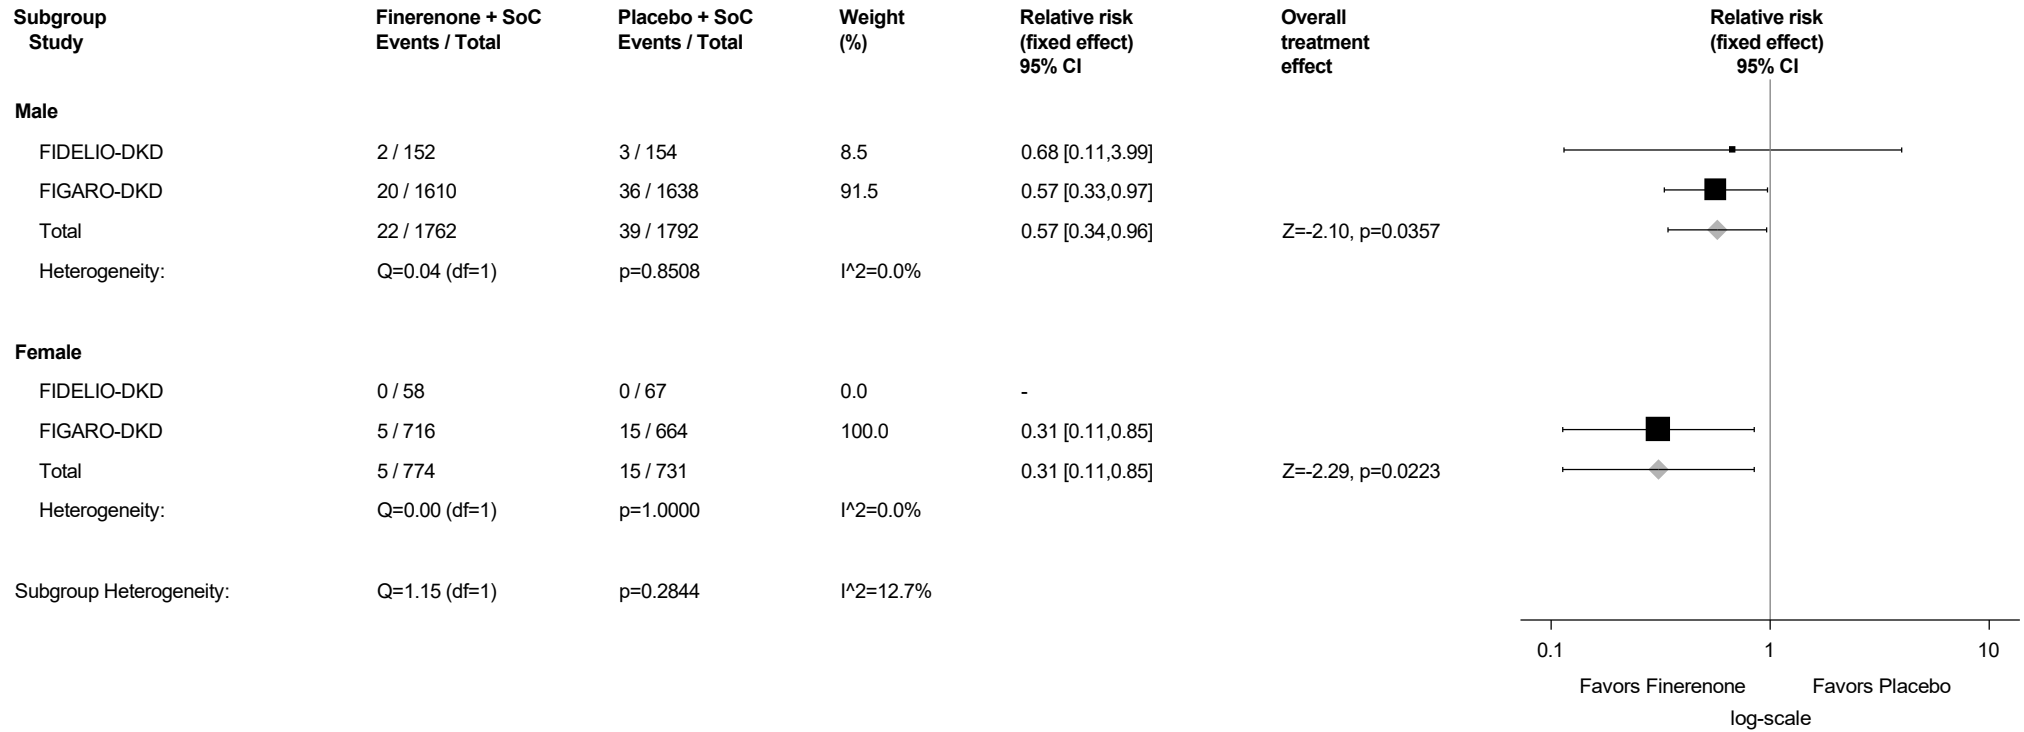 Subgroup Finerenone + SoC Placebo + SoC Weight Relative risk Overall Relative risk
Study Events / Total Events / Total (%) (fixed effect) treatment (fixed effect)
95% CI effect 95% CI
Male
FIDELIO-DKD 2 / 152 3 / 154 8.5 0.68 [0.11,3.99]
FIGARO-DKD 20 / 1610 36 / 1638 91.5 0.57 [0.33,0.97]
Total 22 / 1762 39 / 1792 0.57 [0.34,0.96] Z=-2.10, p=0.0357
Heterogeneity: Q=0.04 (df=1) p=0.8508 I^2=0.0%
Female
FIDELIO-DKD 0 / 58 0 / 67 0.0 -
FIGARO-DKD 5 / 716 15 / 664 100.0 0.31 [0.11,0.85]
Total 5 / 774 15 / 731 0.31 [0.11,0.85] Z=-2.29, p=0.0223
Heterogeneity: Q=0.00 (df=1) p=1.0000 I^2=0.0%
Subgroup Heterogeneity: Q=1.15 (df=1) p=0.2844 I^2=12.7%
0.1 1 10
Favors Finerenone Favors Placebo
log-scale